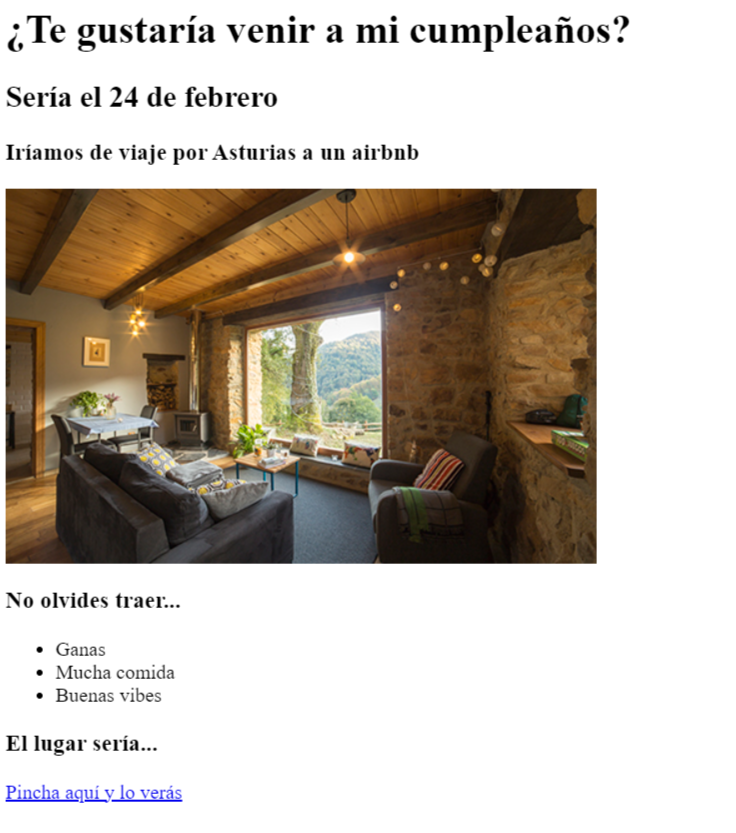 ¿Te gustaría venir a mi cumpleaños?
Sería el 24 de febrero
Iríamos de viaje por Asturias a un airbnb
No olvides traer...
Ganas
Mucha comida
Buenas vibes
El lugar sería...
Pincha aquí y lo verás